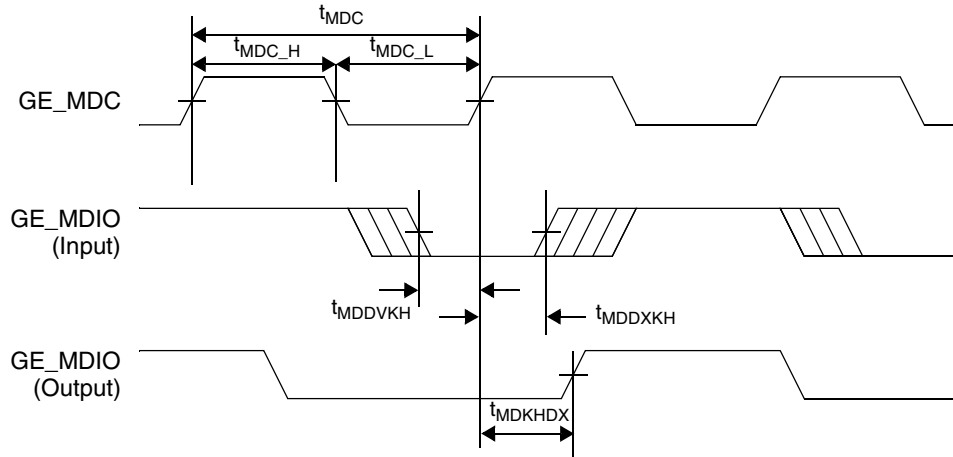 tMDC
tMDC_H
tMDC_L
GE_MDC
GE_MDIO
(Input)
tMDDVKH
tMDDXKH
GE_MDIO
(Output)
tMDKHDX